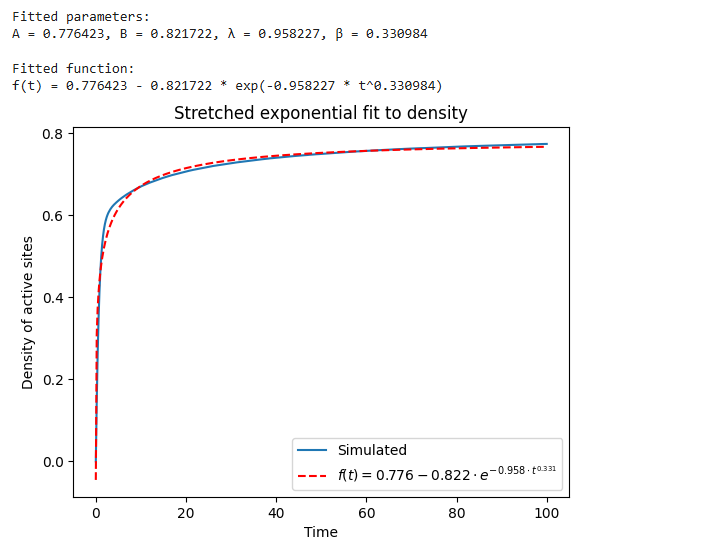 Fitted parameters:
A = 0.776423, B = 0.821722, λ = 0.958227, β = 0.330984
Fitted function:
f(t) = 0.776423 - 0.821722 * exp(-0.958227 * t^0.330984)
Stretched exponential fit to density
0.8
0.6
0.4
0.2
0.0
Density of active sites
Simulated
f(t) = 0.776 − 0.822 · e^{−0.958 · t^{0.331}}
0 20 40 60 80 100
Time